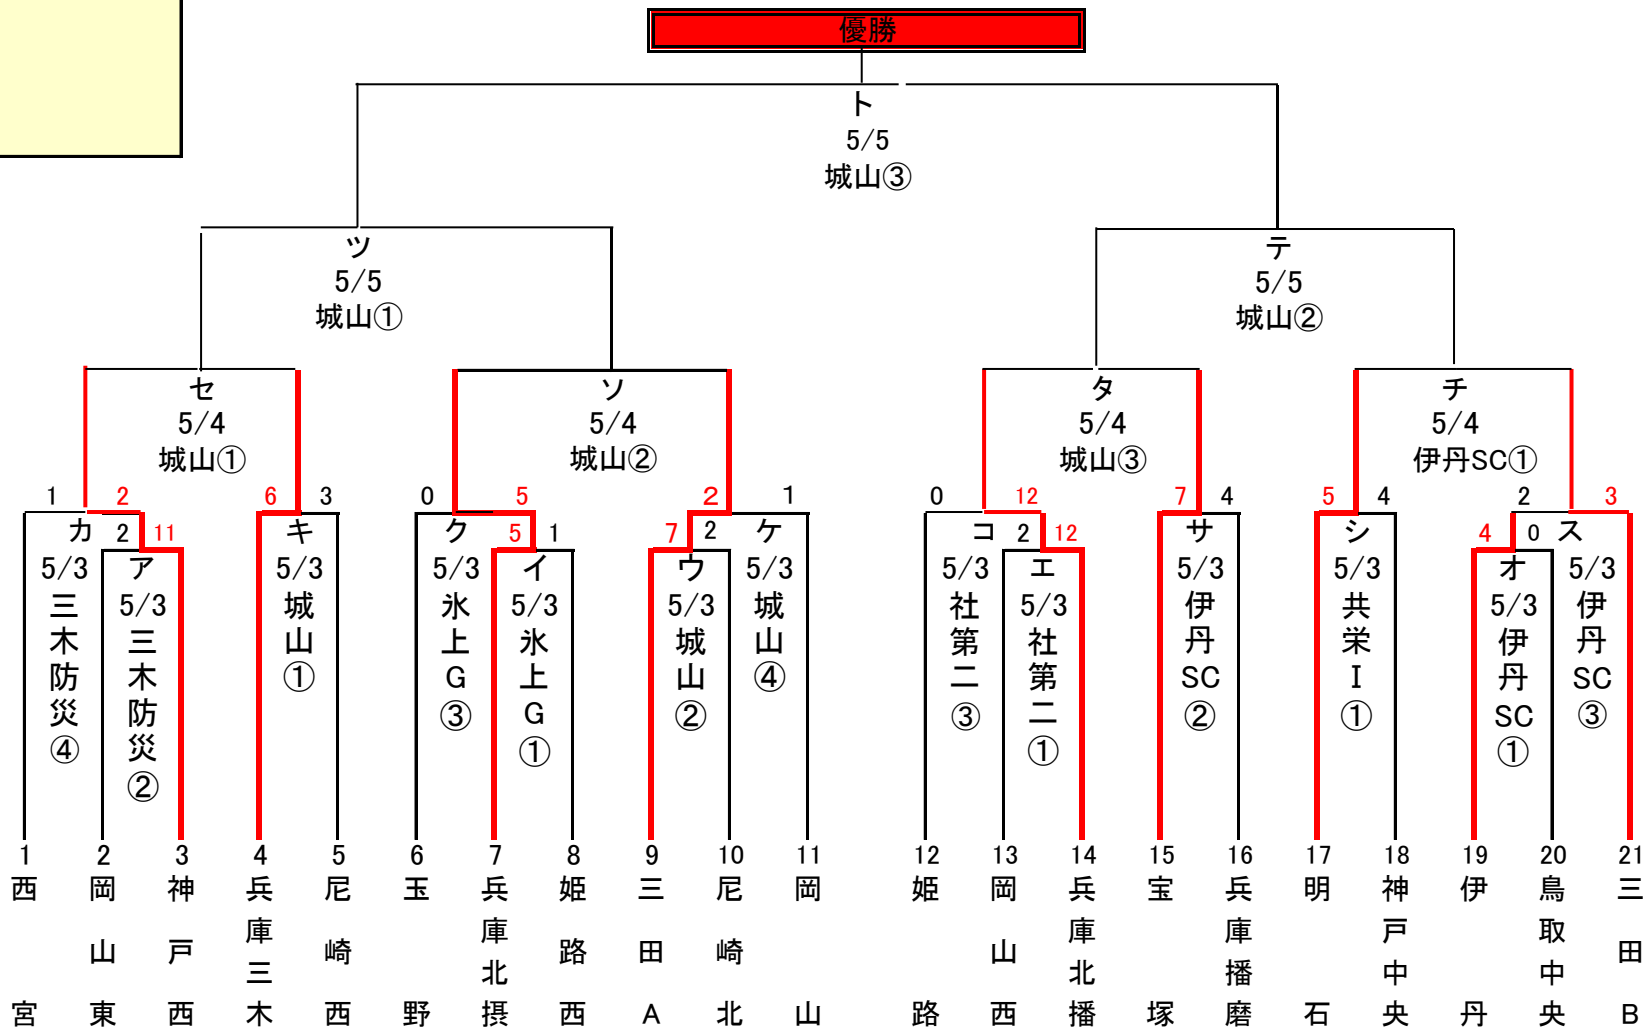 優勝
ト
5/5
城山③
ツ
5/5
城山①
テ
5/5
城山②
セ
5/4
城山①
ソ
5/4
城山②
タ
5/4
城山③
チ
5/4
伊丹SC①
1 2 6 3 0 5 2 1 0 12 7 4 5 4 2 3
カ 2 11 キ ク 5 1 7 2 ケ コ 2 12 サ シ 4 0 ス
5/3 ア 5/3 5/3 イ ウ 5/3 5/3 エ 5/3 5/3 オ 5/3
三木防災④
5/3
三木防災②
城山①
氷上G③
5/3
氷上G①
5/3
城山②
城山④
社第二③
5/3
社第二①
伊丹SC②
共栄I①
5/3
伊丹SC①
伊丹SC③
1 2 3 4 5 6 7 8 9 10 11 12 13 14 15 16 17 18 19 20 21
西宮
岡山東
神戸西
兵庫三木
尼崎西
玉野
兵庫北摂
姫路西
三田A
尼崎北
岡山
姫路
岡山西
兵庫北播
宝塚
兵庫播磨
明石
神戸中央
伊丹
鳥取中央
三田B